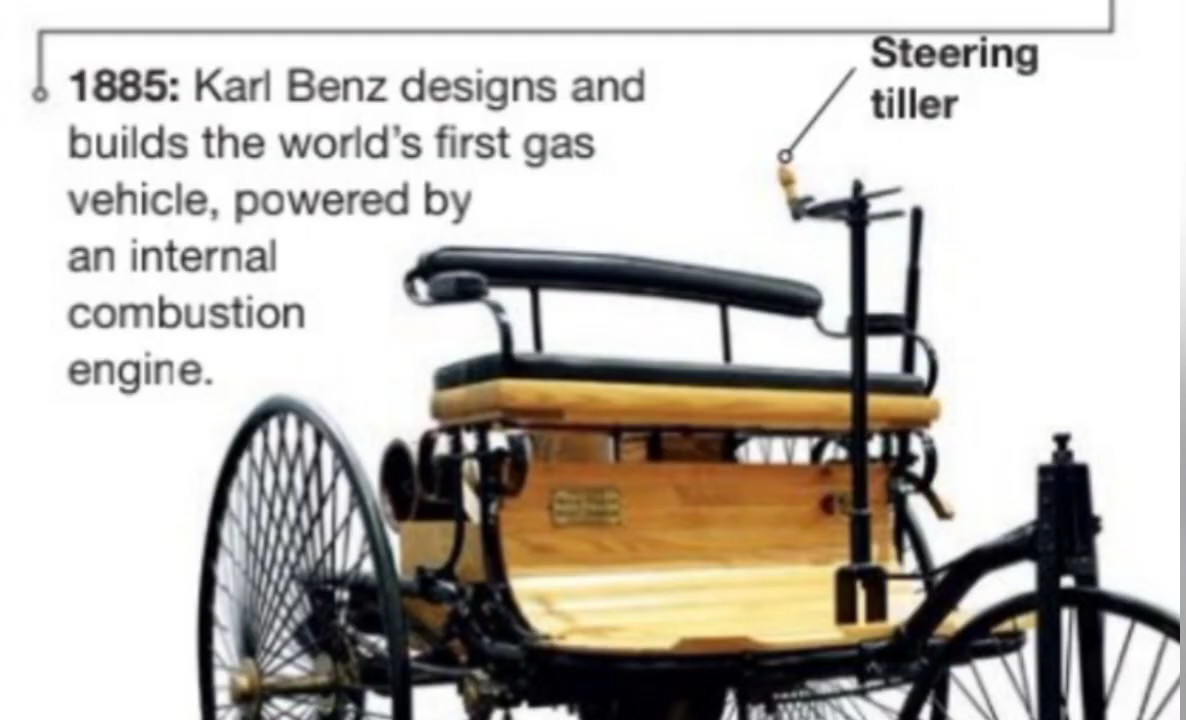 1885: Karl Benz designs and
builds the world's first gas
vehicle, powered by
an internal
combustion
engine.
Steering
tiller